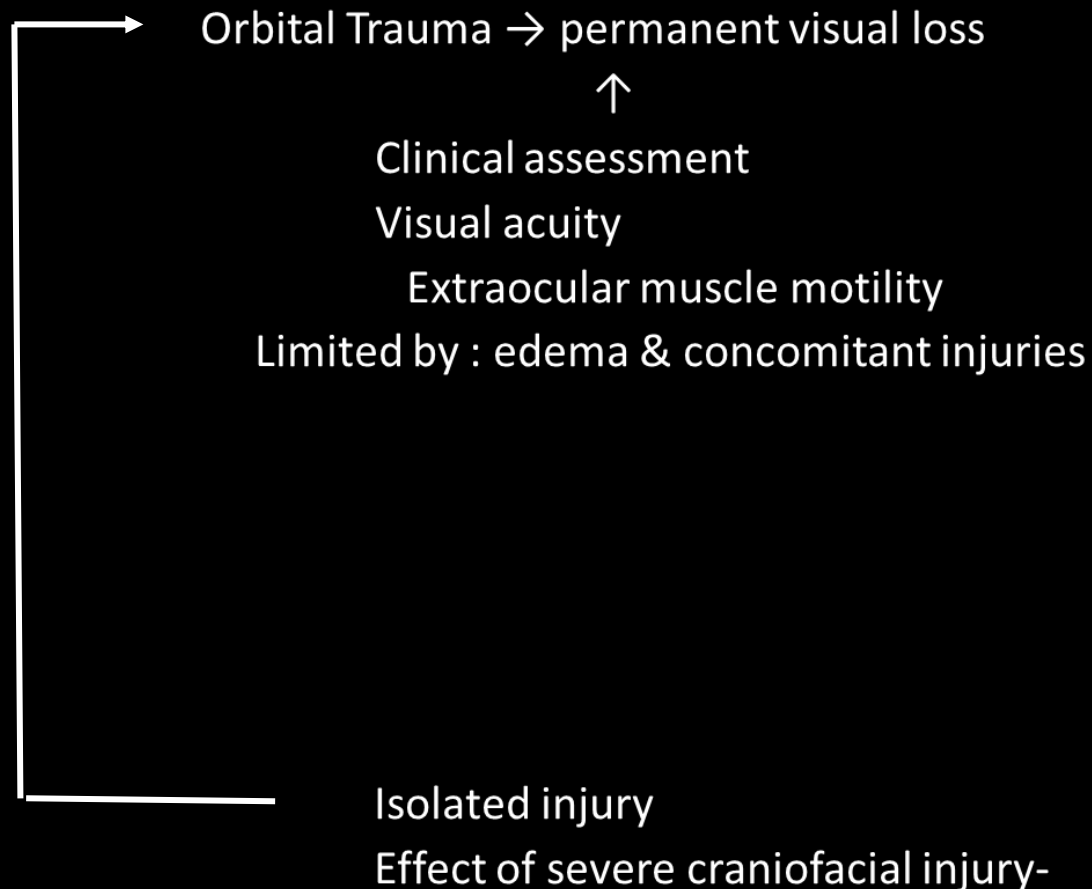 Orbital Trauma → permanent visual loss
↑
Clinical assessment
Visual acuity
Extraocular muscle motility
Limited by : edema & concomitant injuries
Isolated injury
Effect of severe craniofacial injury-